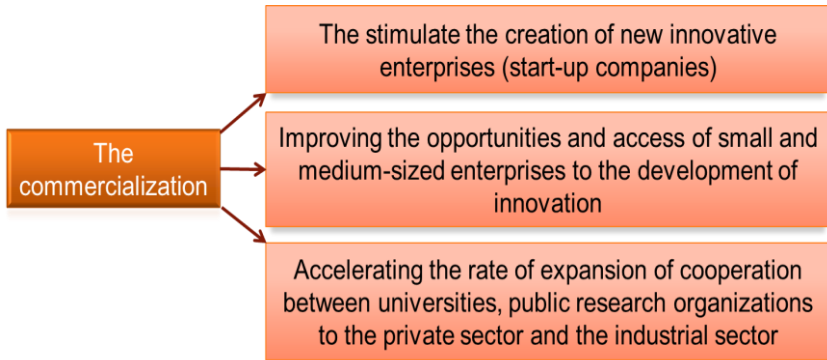 The
commercialization
The stimulate the creation of new innovative
enterprises (start-up companies)
Improving the opportunities and access of small and
medium-sized enterprises to the development of
innovation
Accelerating the rate of expansion of cooperation
between universities, public research organizations
to the private sector and the industrial sector